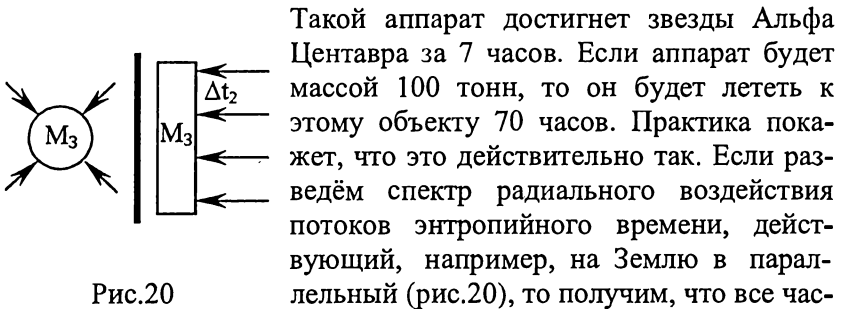 Такой аппарат достигнет звезды Альфа
Центавра за 7 часов. Если аппарат будет
массой 100 тонн, то он будет лететь к
этому объекту 70 часов. Практика пока-
жет, что это действительно так. Если раз-
ведём спектр радиального воздействия
потоков энтропийного времени, дейст-
вующий, например, на Землю в парал-
лельный (рис.20), то получим, что все час-
Mз
Mз
Δt₂
Рис.20